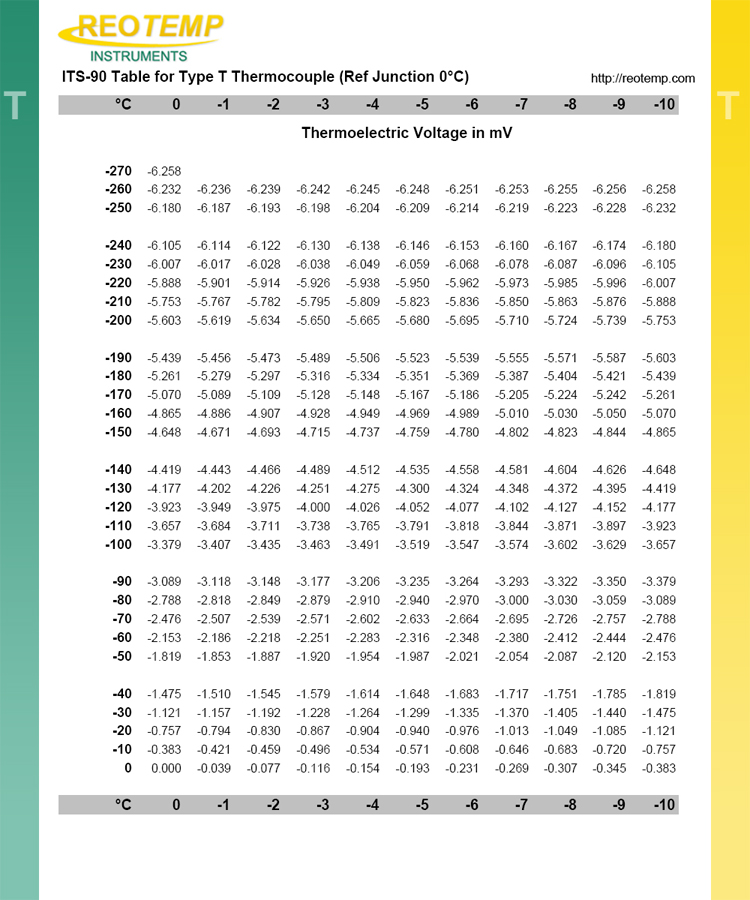 REOTEMP
INSTRUMENTS
ITS-90 Table for Type T Thermocouple (Ref Junction 0°C) http://reotemp.com
T T
°C 0 -1 -2 -3 -4 -5 -6 -7 -8 -9 -10
Thermoelectric Voltage in mV
-270 -6.258
-260 -6.232 -6.236 -6.239 -6.242 -6.245 -6.248 -6.251 -6.253 -6.255 -6.256 -6.258
-250 -6.180 -6.187 -6.193 -6.198 -6.204 -6.209 -6.214 -6.219 -6.223 -6.228 -6.232
-240 -6.105 -6.114 -6.122 -6.130 -6.138 -6.146 -6.153 -6.160 -6.167 -6.174 -6.180
-230 -6.007 -6.017 -6.028 -6.038 -6.049 -6.059 -6.068 -6.078 -6.087 -6.096 -6.105
-220 -5.888 -5.901 -5.914 -5.926 -5.938 -5.950 -5.962 -5.973 -5.985 -5.996 -6.007
-210 -5.753 -5.767 -5.782 -5.795 -5.809 -5.823 -5.836 -5.850 -5.863 -5.876 -5.888
-200 -5.603 -5.619 -5.634 -5.650 -5.665 -5.680 -5.695 -5.710 -5.724 -5.739 -5.753
-190 -5.439 -5.456 -5.473 -5.489 -5.506 -5.523 -5.539 -5.555 -5.571 -5.587 -5.603
-180 -5.261 -5.279 -5.297 -5.316 -5.334 -5.351 -5.369 -5.387 -5.404 -5.421 -5.439
-170 -5.070 -5.089 -5.109 -5.128 -5.148 -5.167 -5.186 -5.205 -5.224 -5.242 -5.261
-160 -4.865 -4.886 -4.907 -4.928 -4.949 -4.969 -4.989 -5.010 -5.030 -5.050 -5.070
-150 -4.648 -4.671 -4.693 -4.715 -4.737 -4.759 -4.780 -4.802 -4.823 -4.844 -4.865
-140 -4.419 -4.443 -4.466 -4.489 -4.512 -4.535 -4.558 -4.581 -4.604 -4.626 -4.648
-130 -4.177 -4.202 -4.226 -4.251 -4.275 -4.300 -4.324 -4.348 -4.372 -4.395 -4.419
-120 -3.923 -3.949 -3.975 -4.000 -4.026 -4.052 -4.077 -4.102 -4.127 -4.152 -4.177
-110 -3.657 -3.684 -3.711 -3.738 -3.765 -3.791 -3.818 -3.844 -3.871 -3.897 -3.923
-100 -3.379 -3.407 -3.435 -3.463 -3.491 -3.519 -3.547 -3.574 -3.602 -3.629 -3.657
-90 -3.089 -3.118 -3.148 -3.177 -3.206 -3.235 -3.264 -3.293 -3.322 -3.350 -3.379
-80 -2.788 -2.818 -2.849 -2.879 -2.910 -2.940 -2.970 -3.000 -3.030 -3.059 -3.089
-70 -2.476 -2.507 -2.539 -2.571 -2.602 -2.633 -2.664 -2.695 -2.726 -2.757 -2.788
-60 -2.153 -2.186 -2.218 -2.251 -2.283 -2.316 -2.348 -2.380 -2.412 -2.444 -2.476
-50 -1.819 -1.853 -1.887 -1.920 -1.954 -1.987 -2.021 -2.054 -2.087 -2.120 -2.153
-40 -1.475 -1.510 -1.545 -1.579 -1.614 -1.648 -1.683 -1.717 -1.751 -1.785 -1.819
-30 -1.121 -1.157 -1.192 -1.228 -1.264 -1.299 -1.335 -1.370 -1.405 -1.440 -1.475
-20 -0.757 -0.794 -0.830 -0.867 -0.904 -0.940 -0.976 -1.013 -1.049 -1.085 -1.121
-10 -0.383 -0.421 -0.459 -0.496 -0.534 -0.571 -0.608 -0.646 -0.683 -0.720 -0.757
0 0.000 -0.039 -0.077 -0.116 -0.154 -0.193 -0.231 -0.269 -0.307 -0.345 -0.383
°C 0 -1 -2 -3 -4 -5 -6 -7 -8 -9 -10